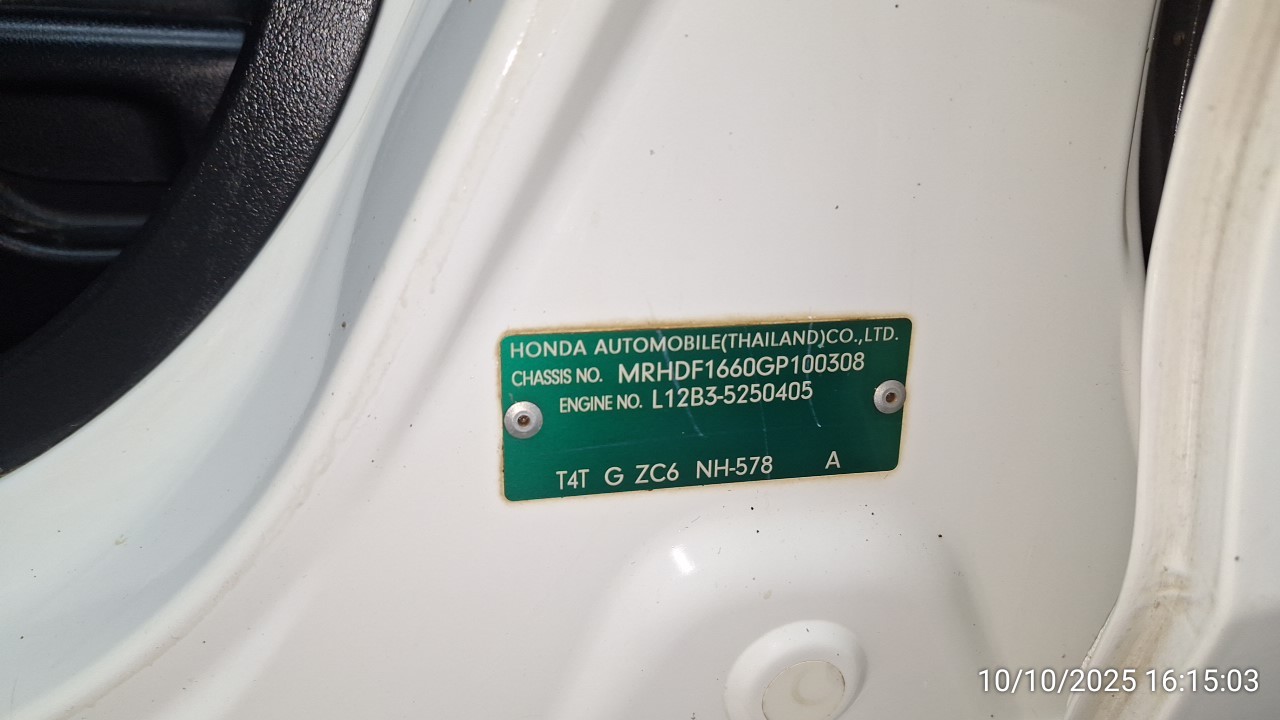 HONDA AUTOMOBILE(THAILAND)CO.,LTD.
CHASSIS NO. MRHDF1660GP100308
ENGINE NO. L12B3-5250405
T4T G ZC6 NH-578 A
10/10/2025 16:15:03